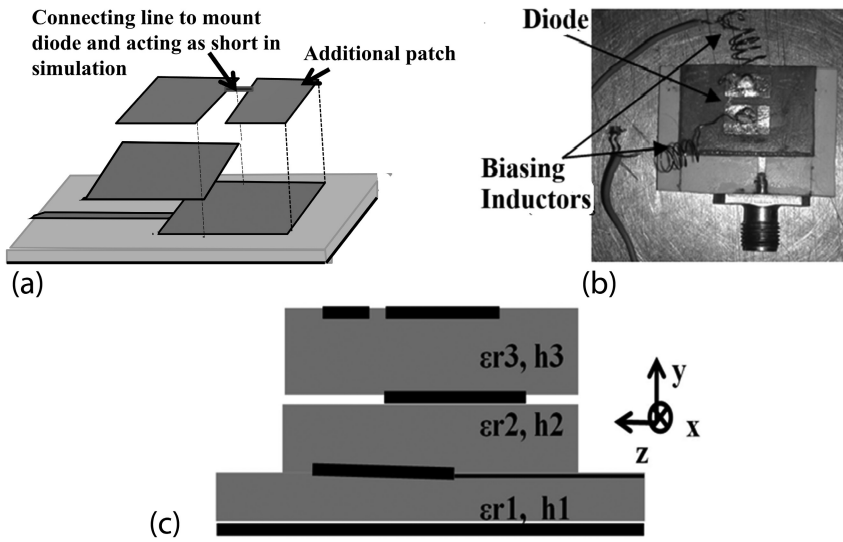 Connecting line to mount
diode and acting as short in
simulation
Additional patch
(a)
Diode
Biasing
Inductors
(b)
εr3, h3
εr2, h2
εr1, h1
y
x
z
(c)